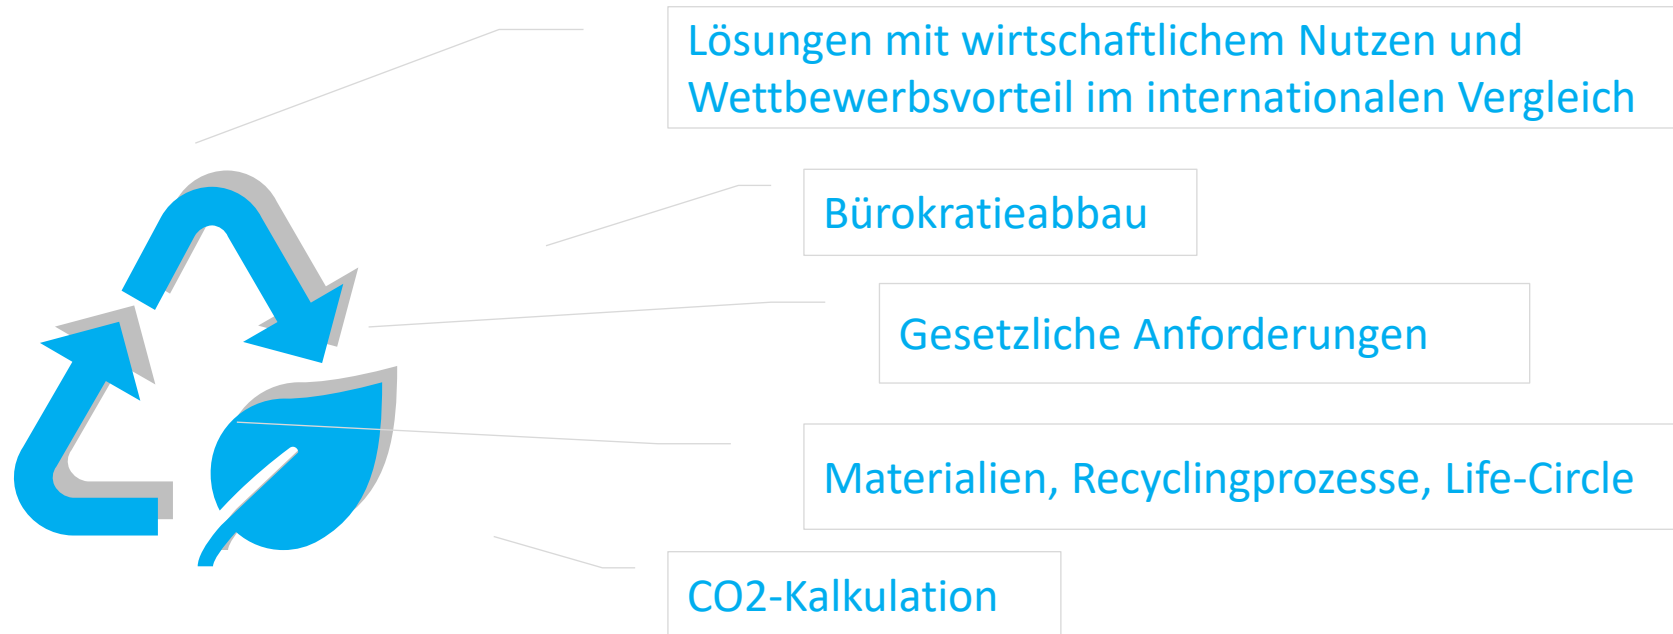 Lösungen mit wirtschaftlichem Nutzen und
Wettbewerbsvorteil im internationalen Vergleich
Bürokratieabbau
Gesetzliche Anforderungen
Materialien, Recyclingprozesse, Life-Circle
CO2-Kalkulation